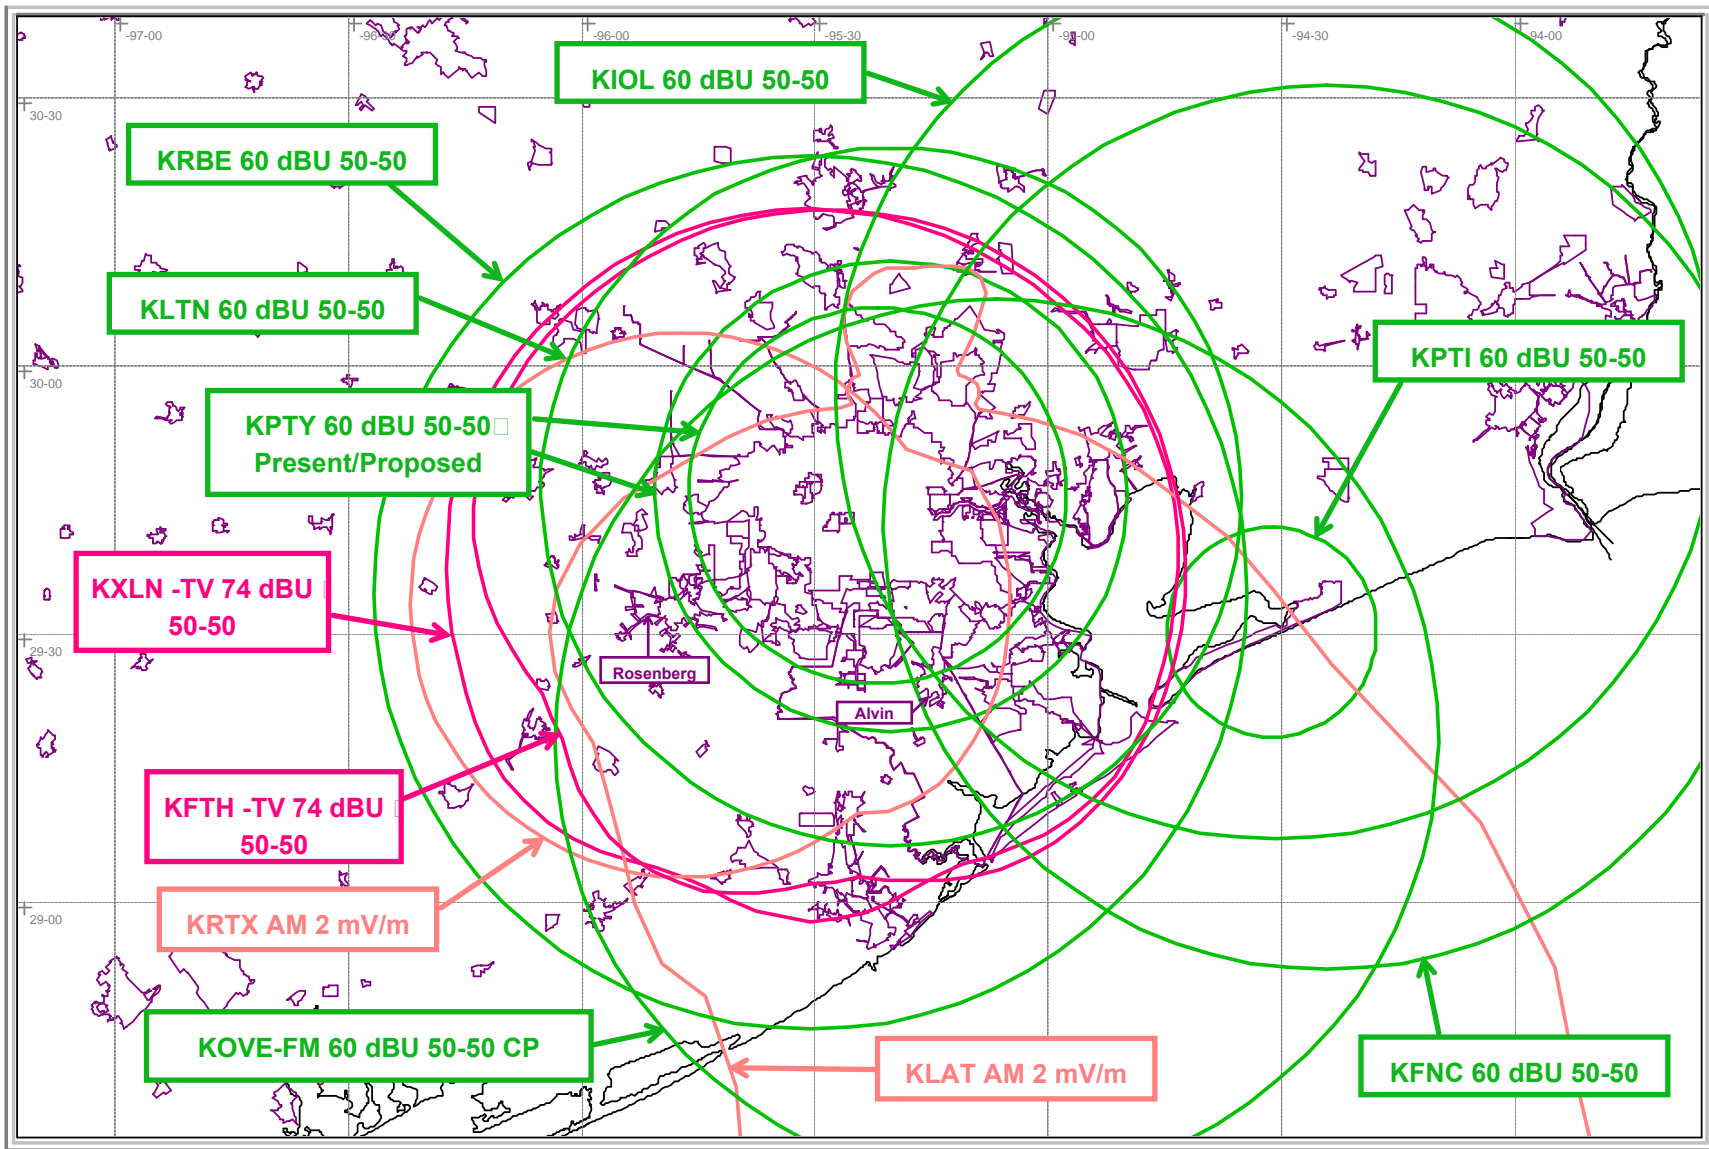 -97-00
-96-30
-96-00
-95-30
-95-00
-94-30
-94-00
KIOL 60 dBU 50-50
30-30
KRBE 60 dBU 50-50
KLTN 60 dBU 50-50
KPTI 60 dBU 50-50
30-00
KPTY 60 dBU 50-50
Present/Proposed
KXLN -TV 74 dBU
50-50
29-30
Rosenberg
Alvin
KFTH -TV 74 dBU
50-50
KRTX AM 2 mV/m
29-00
KOVE-FM 60 dBU 50-50 CP
KLAT AM 2 mV/m
KFNC 60 dBU 50-50